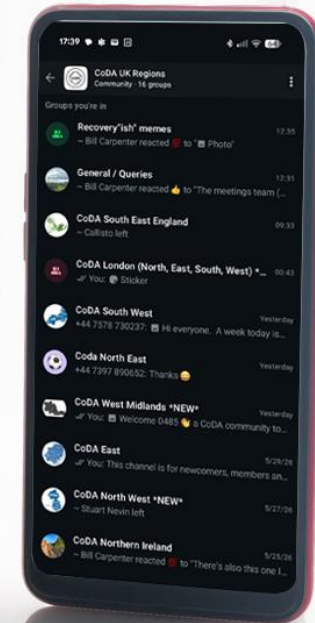 17:39
CoDA UK Regions
Community · 16 groups
Groups you're in
Recovery"ish" memes 12:35
~ Bill Carpenter reacted 💯 to "Photo"
General / Queries 12:31
~ Bill Carpenter reacted 👍 to "The meetings team (...
CoDA South East England 09:33
~ Callisto left
CoDA London (North, East, South, West) *... 00:43
You: Sticker
CoDA South West Yesterday
+44 7578 730237: Hi everyone. A week today is...
Coda North East Yesterday
+44 7397 890652: Thanks 😄
CoDA West Midlands *NEW* Yesterday
You: Welcome 0485 👋 a CoDA community to...
CoDA East 5/29/26
You: This channel is for newcomers, members an...
CoDA North West *NEW* 5/27/26
~ Stuart Nevin left
CoDA Northern Ireland 5/25/26
~ Bill Carpenter reacted to "There's also this one I...